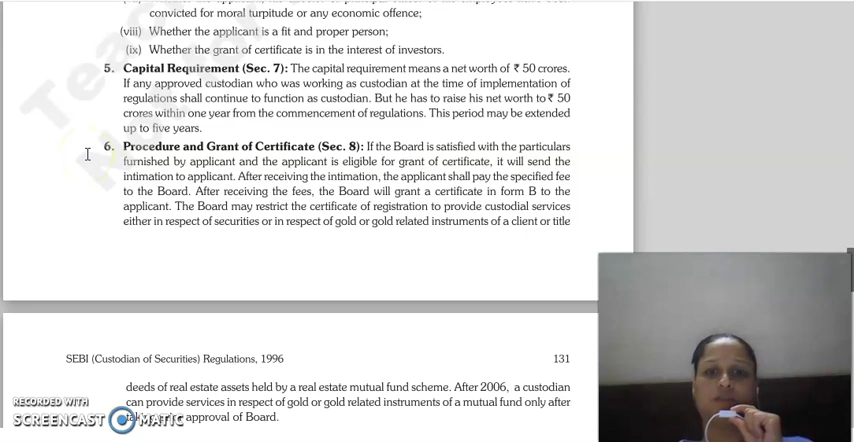 convicted for moral turpitude or any economic offence;
(viii) Whether the applicant is a fit and proper person;
(ix) Whether the grant of certificate is in the interest of investors.
5. Capital Requirement (Sec. 7): The capital requirement means a net worth of ₹ 50 crores.
If any approved custodian who was working as custodian at the time of implementation of
regulations shall continue to function as custodian. But he has to raise his net worth to ₹ 50
crores within one year from the commencement of regulations. This period may be extended
up to five years.
6. Procedure and Grant of Certificate (Sec. 8): If the Board is satisfied with the particulars
furnished by applicant and the applicant is eligible for grant of certificate, it will send the
intimation to applicant. After receiving the intimation, the applicant shall pay the specified fee
to the Board. After receiving the fees, the Board will grant a certificate in form B to the
applicant. The Board may restrict the certificate of registration to provide custodial services
either in respect of securities or in respect of gold or gold related instruments of a client or title
SEBI (Custodian of Securities) Regulations, 1996 131
deeds of real estate assets held by a real estate mutual fund scheme. After 2006, a custodian
can provide services in respect of gold or gold related instruments of a mutual fund only after
approval of Board.
RECORDED WITH
SCREENCAST MATIC